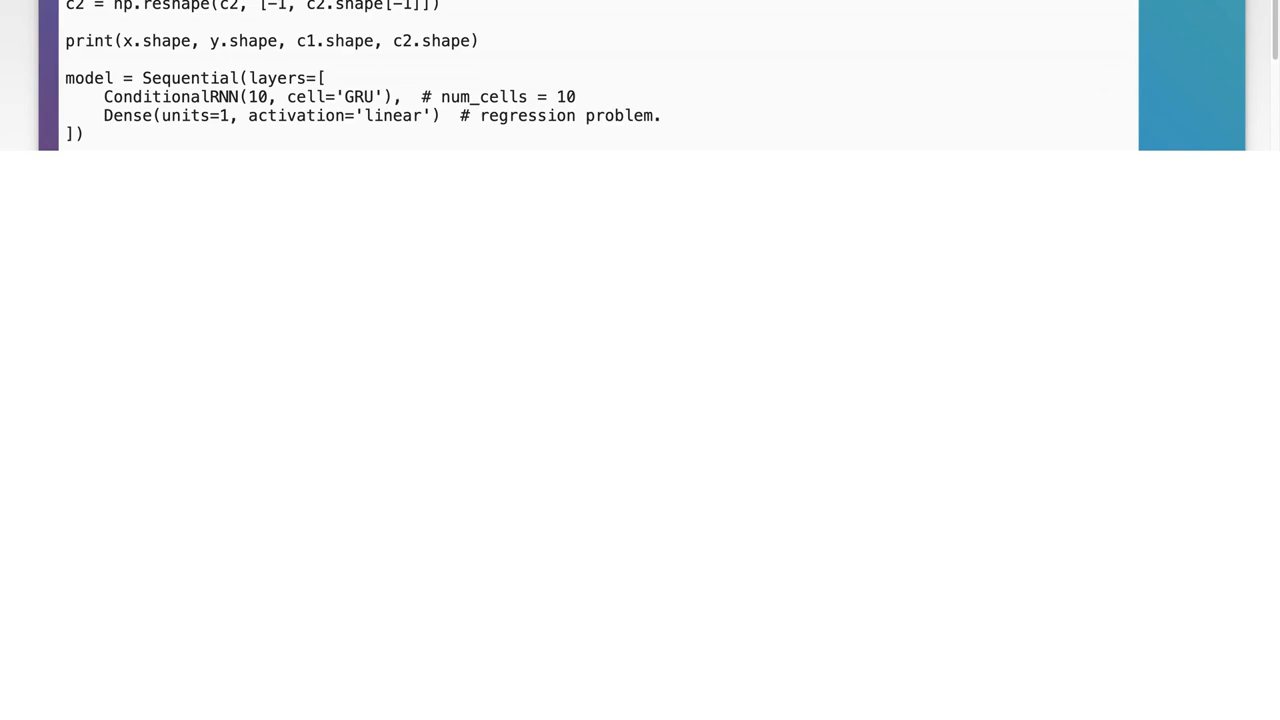 c2 = np.reshape(c2, [-1, c2.shape[-1]])
print(x.shape, y.shape, c1.shape, c2.shape)
model = Sequential(layers=[
    ConditionalRNN(10, cell='GRU'),  # num_cells = 10
    Dense(units=1, activation='linear')  # regression problem.
])